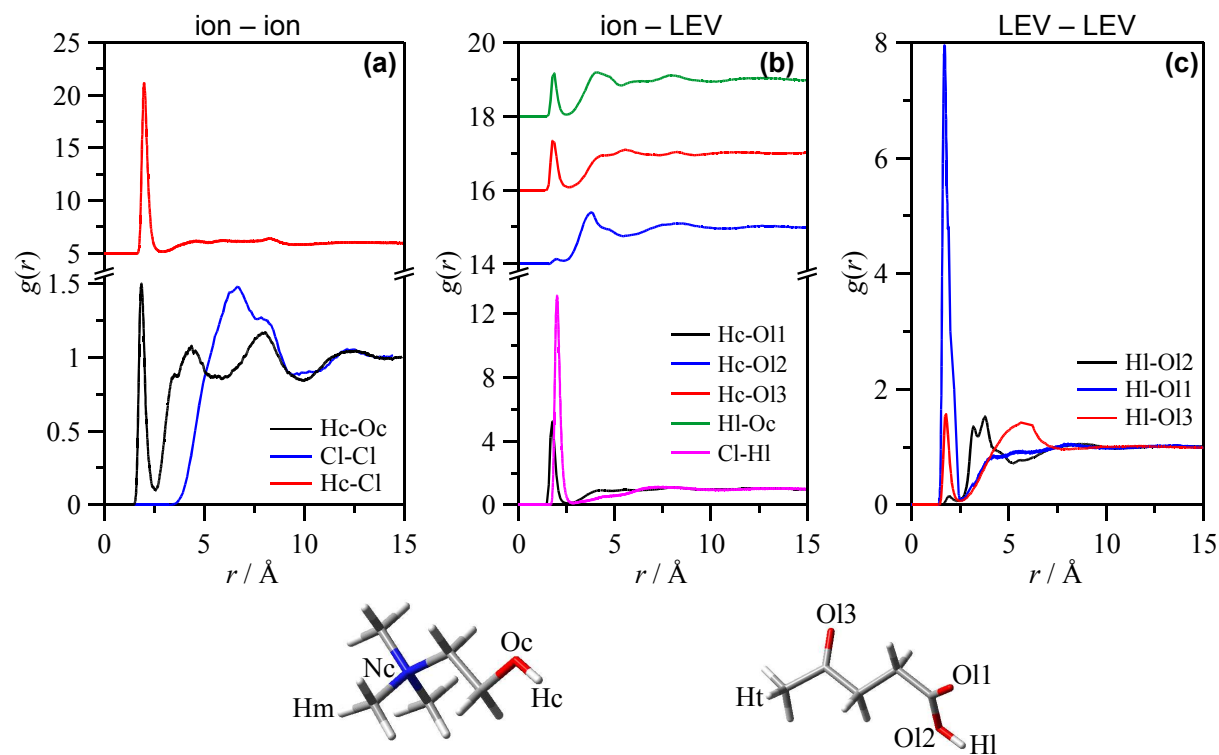 ion – ion
ion – LEV
LEV – LEV
(a)
25
20
15
10
5
1.5
1
0.5
0
g(r)
0 5 10 15
r / Å
Hc-Oc
Cl-Cl
Hc-Cl
(b)
20
18
16
14
12
8
4
0
g(r)
0 5 10 15
r / Å
Hc-Ol1
Hc-Ol2
Hc-Ol3
Hl-Oc
Cl-Hl
(c)
8
6
4
2
0
0 5 10 15
r / Å
Hl-Ol2
Hl-Ol1
Hl-Ol3
Oc
Nc
Hc
Hm
Ol3
Ht
Ol1
Ol2
Hl